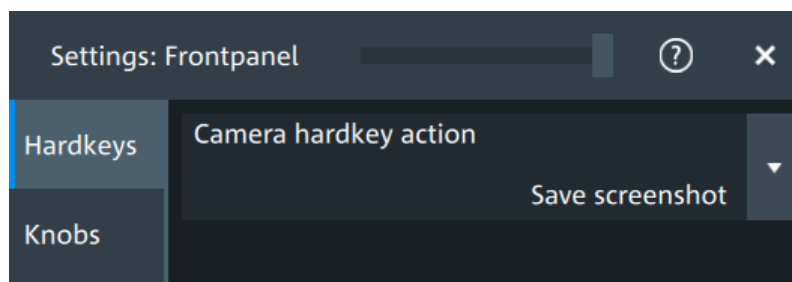 Settings: Frontpanel
?
×
Hardkeys
Camera hardkey action
Save screenshot
Knobs